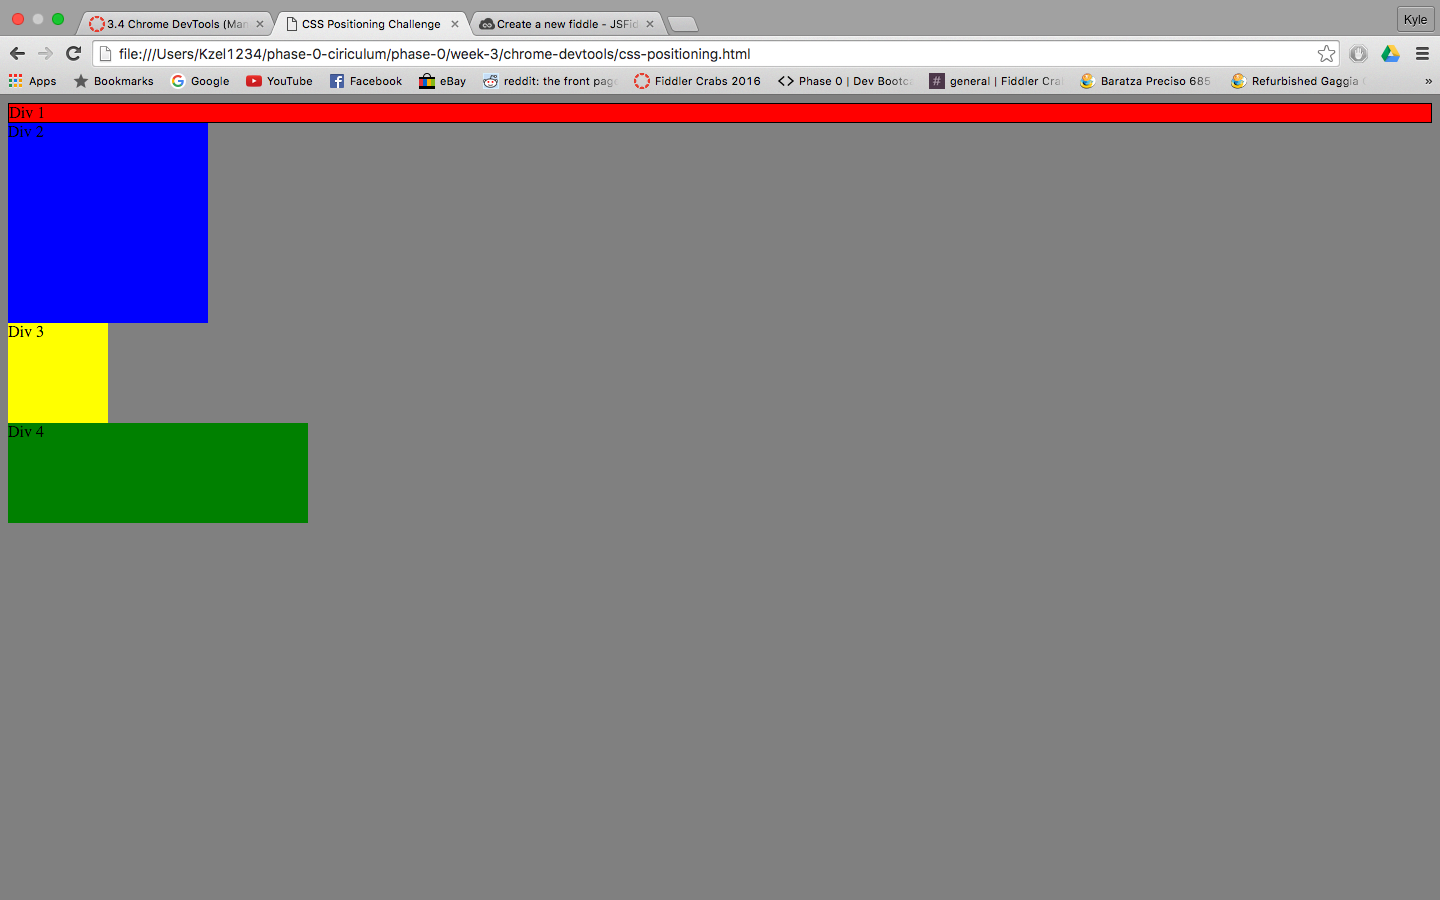 3.4 Chrome DevTools (Man
CSS Positioning Challenge
Create a new fiddle - JSFid
Kyle
file:///Users/Kzel1234/phase-0-ciriculum/phase-0/week-3/chrome-devtools/css-positioning.html
Apps Bookmarks Google YouTube Facebook eBay reddit: the front page Fiddler Crabs 2016 Phase 0 | Dev Bootca # general | Fiddler Cra Baratza Preciso 685 Refurbished Gaggia »
Div 1
Div 2
Div 3
Div 4